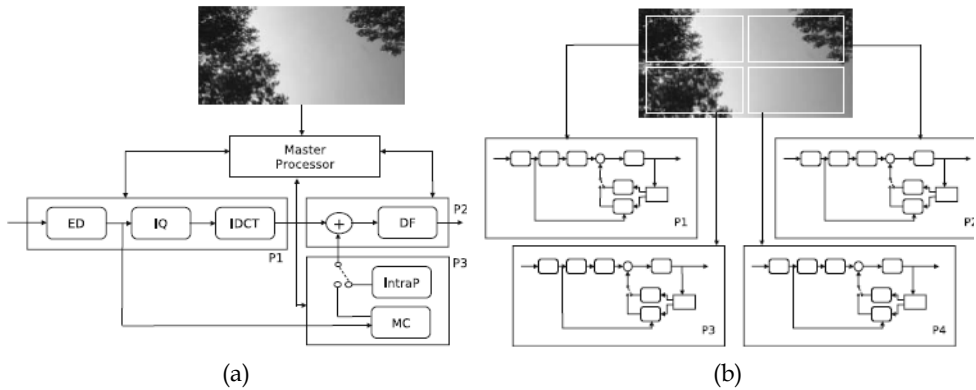 Master
Processor
ED
IQ
IDCT
P1
+
DF
P2
P3
IntraP
MC
(a)
P1
P2
P3
P4
(b)